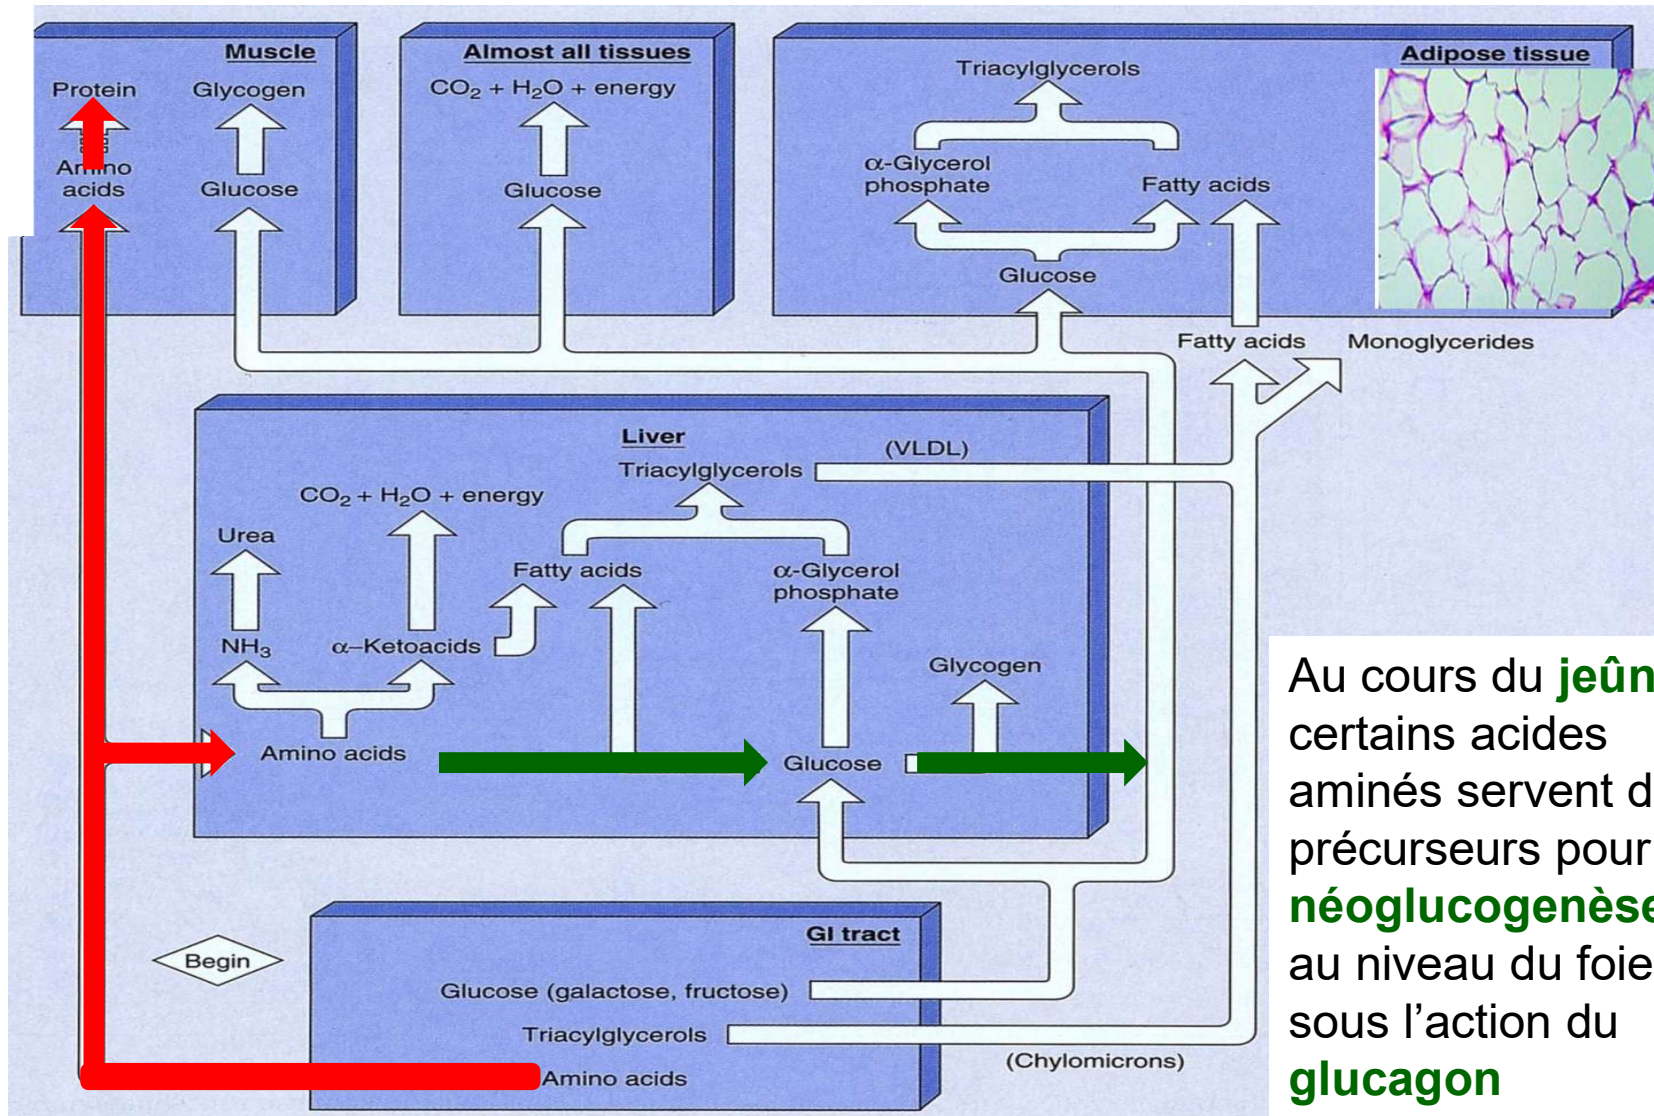 Muscle
Protein
Glycogen
Amino
acids
Glucose
Almost all tissues
CO₂ + H₂O + energy
Glucose
Adipose tissue
Triacylglycerols
α-Glycerol
phosphate
Fatty acids
Glucose
Fatty acids
Monoglycerides
Liver
(VLDL)
Triacylglycerols
CO₂ + H₂O + energy
Urea
Fatty acids
α-Glycerol
phosphate
NH₃
α–Ketoacids
Glycogen
Amino acids
Glucose
GI tract
Begin
Glucose (galactose, fructose)
Triacylglycerols
(Chylomicrons)
Amino acids
Au cours du jeûn
certains acides
aminés servent d
précurseurs pour
néoglucogenèse
au niveau du foie
sous l’action du
glucagon